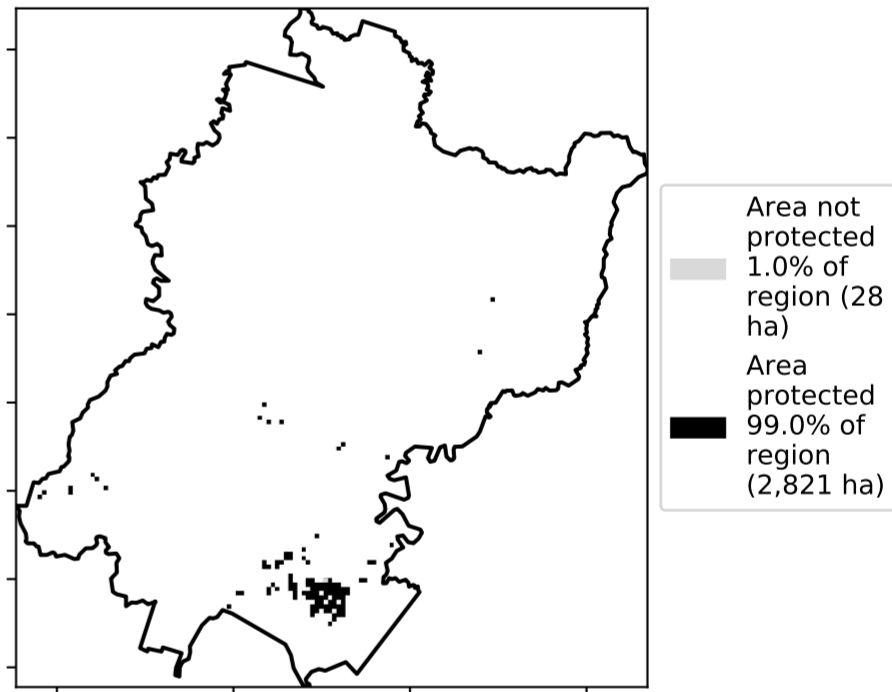 Area not
protected
1.0% of
region (28
ha)
Area
protected
99.0% of
region
(2,821 ha)